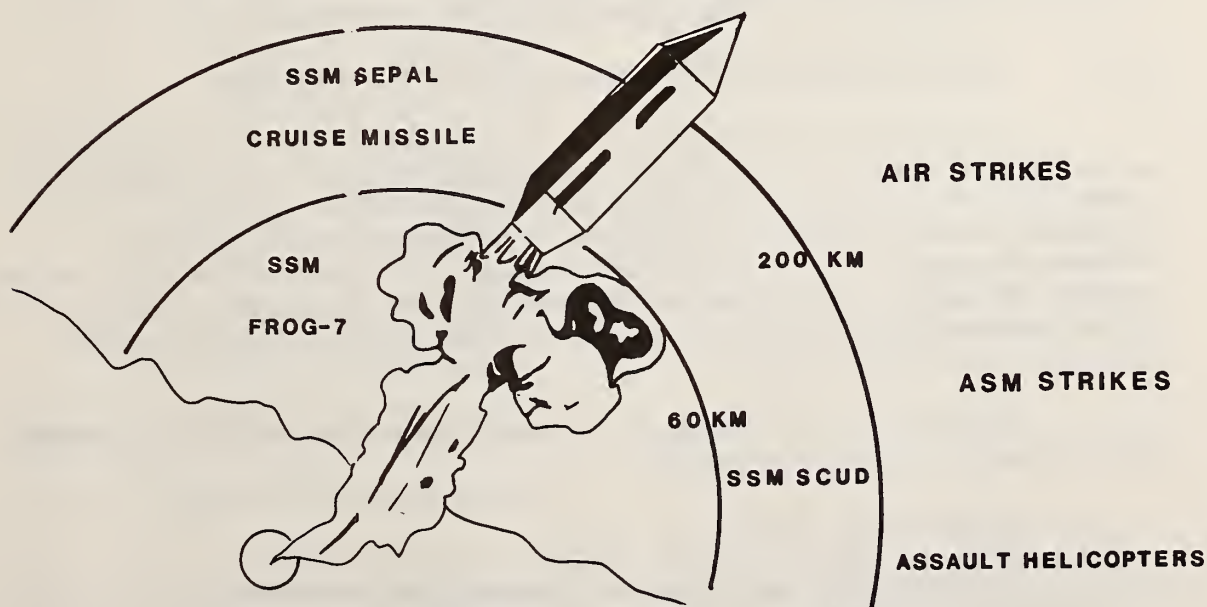 SSM SEPAL
CRUISE MISSILE
AIR STRIKES
SSM
FROG-7
200 KM
ASM STRIKES
60 KM
SSM SCUD
ASSAULT HELICOPTERS